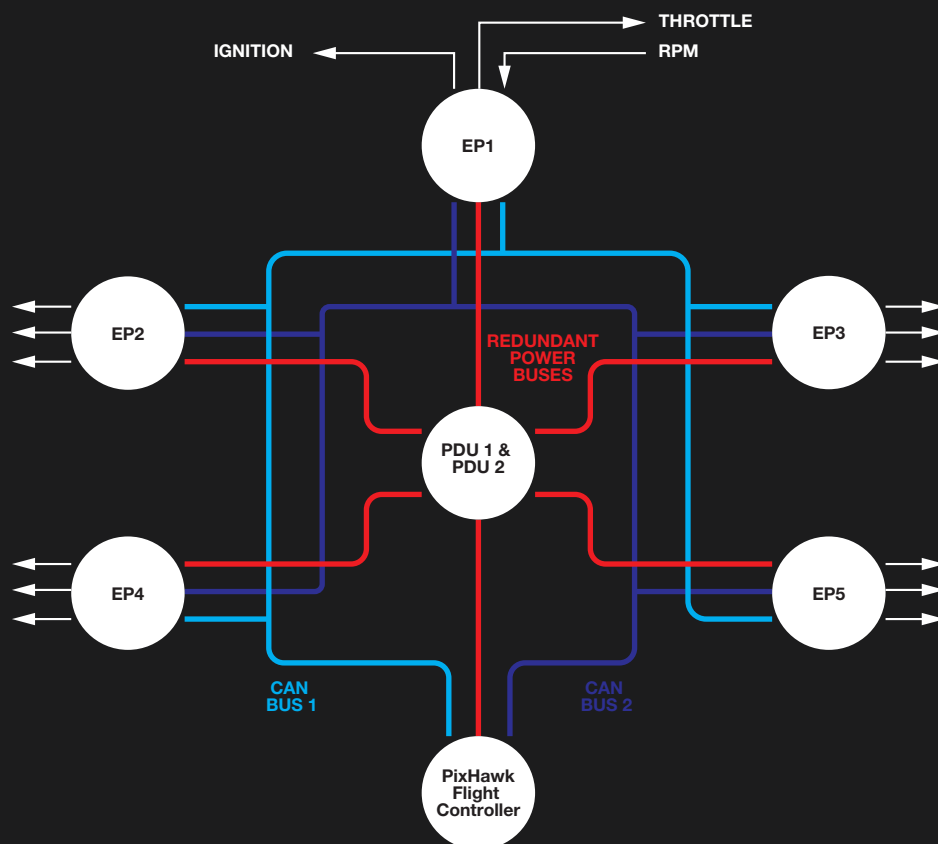 THROTTLE
IGNITION
RPM
EP1
EP2
EP3
REDUNDANT
POWER
BUSES
PDU 1 &
PDU 2
EP4
EP5
CAN
BUS 1
CAN
BUS 2
PixHawk
Flight
Controller